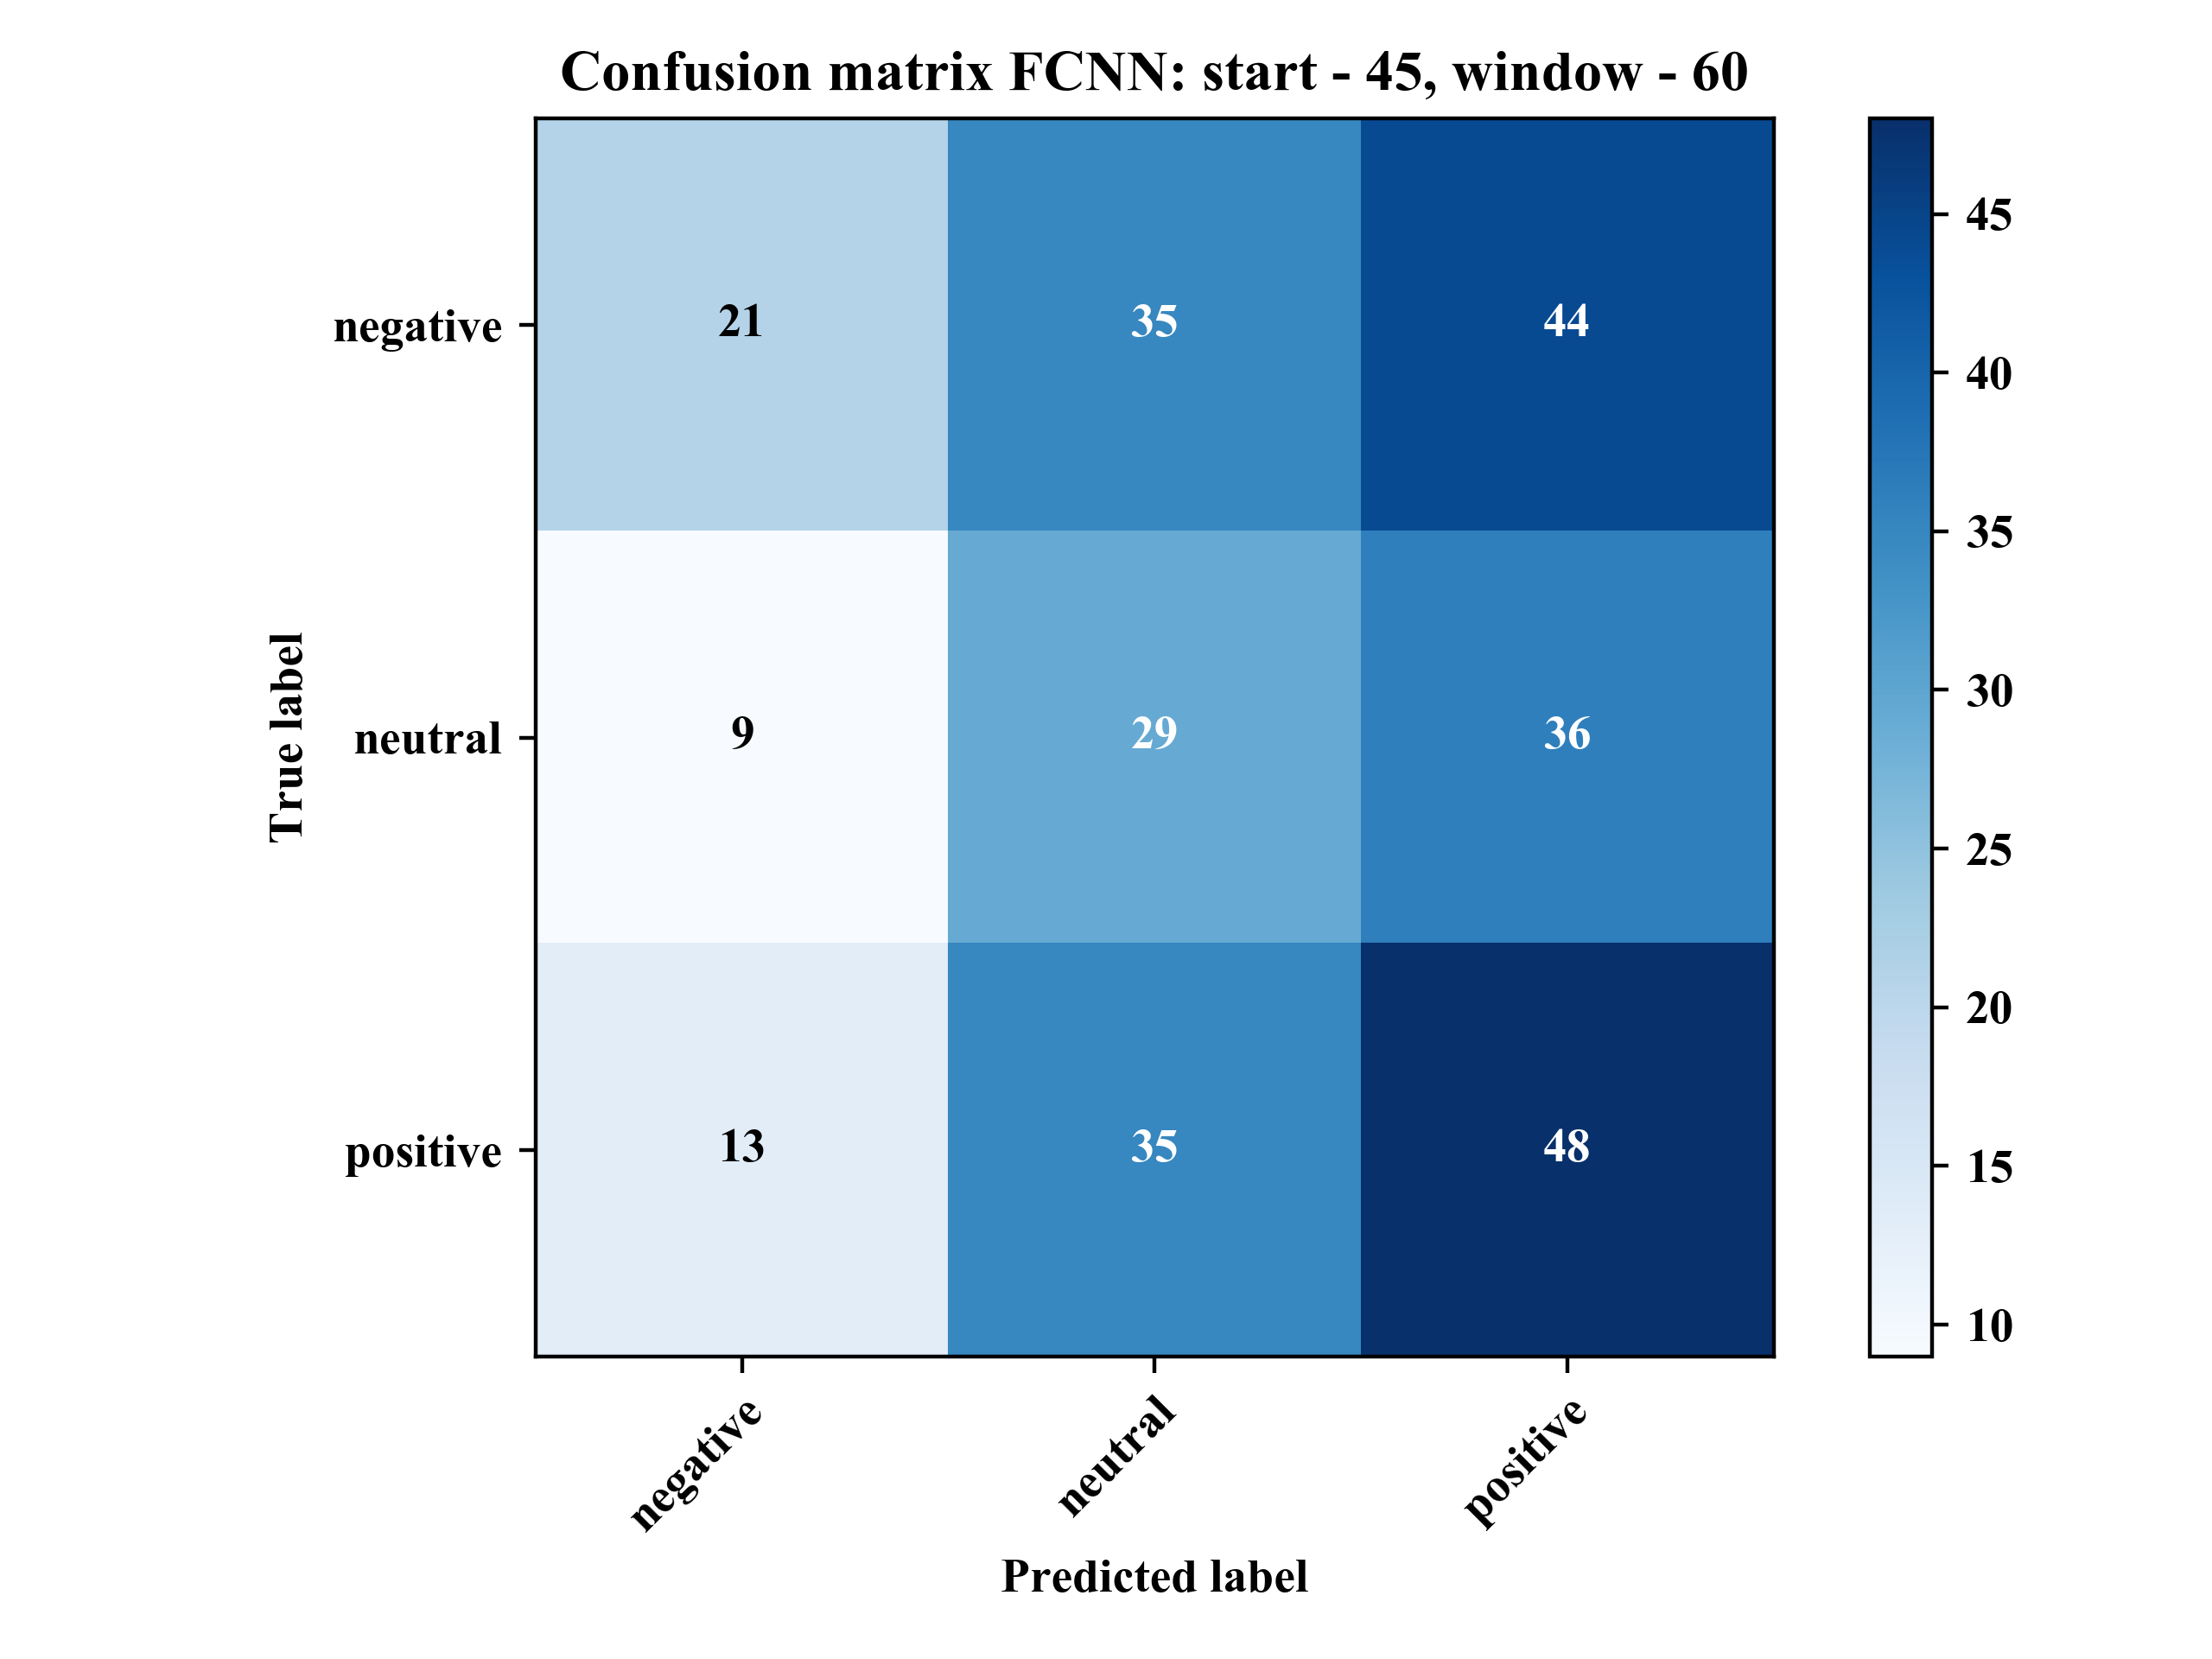 Confusion matrix FCNN: start - 45, window - 60
True label
negative
21 35 44
neutral
9 29 36
positive
13 35 48
negative
neutral
positive
Predicted label
45
40
35
30
25
20
15
10